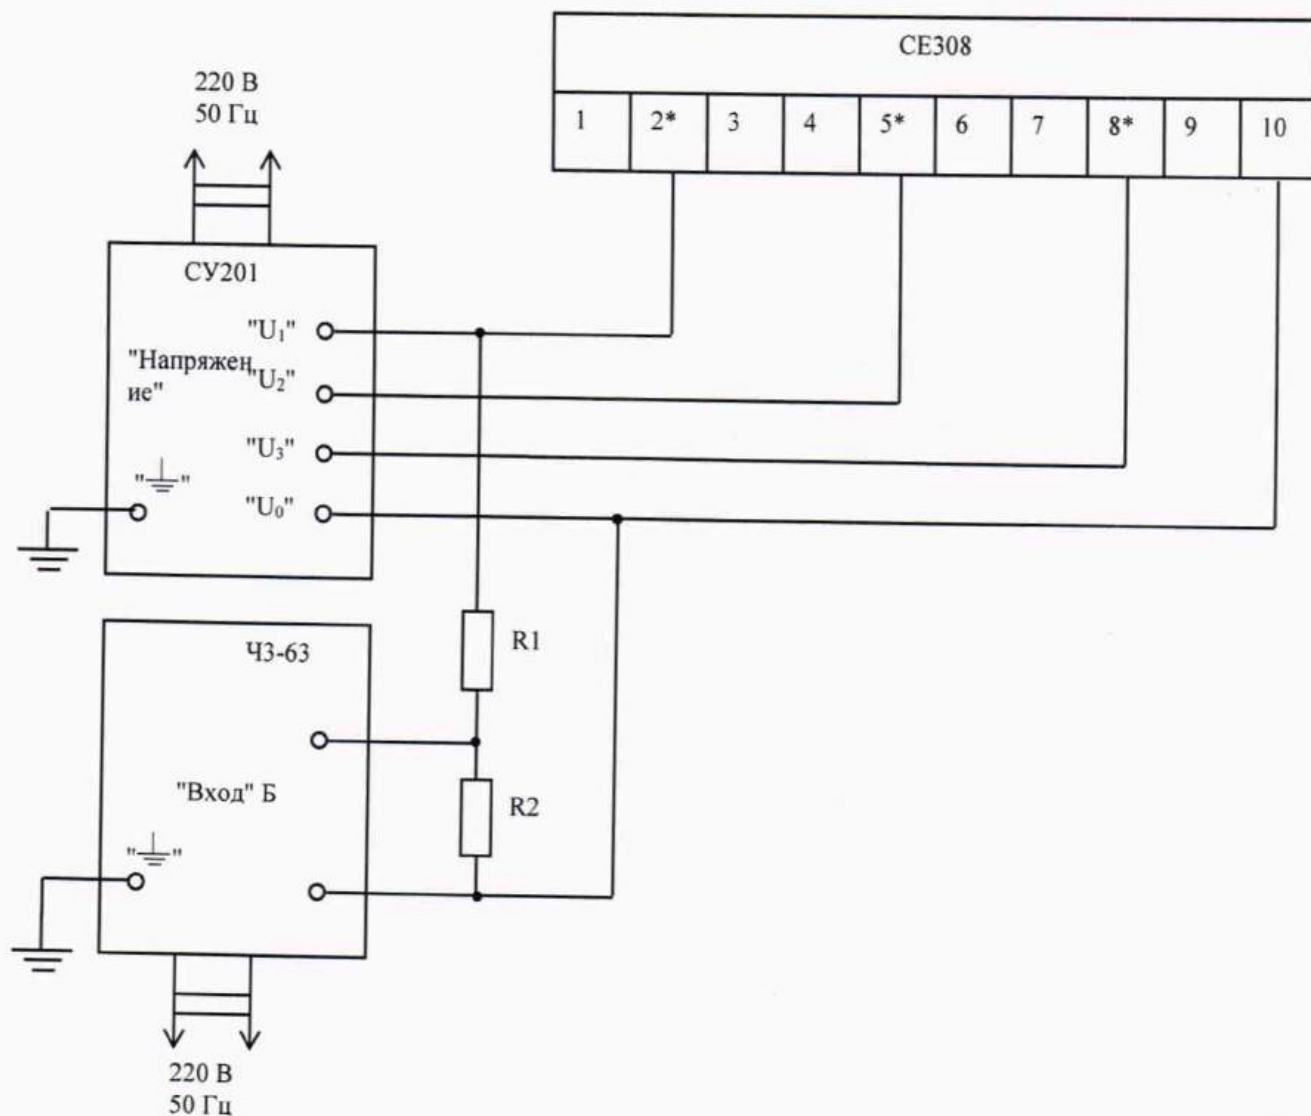 CE308
1 2* 3 4 5* 6 7 8* 9 10
220 В
50 Гц
СУ201
"U₁"
"Напряжен
ие"
"U₂"
"U₃"
"⏚"
"U₀"
R1
Ч3-63
"Вход" Б
R2
"⏚"
220 В
50 Гц